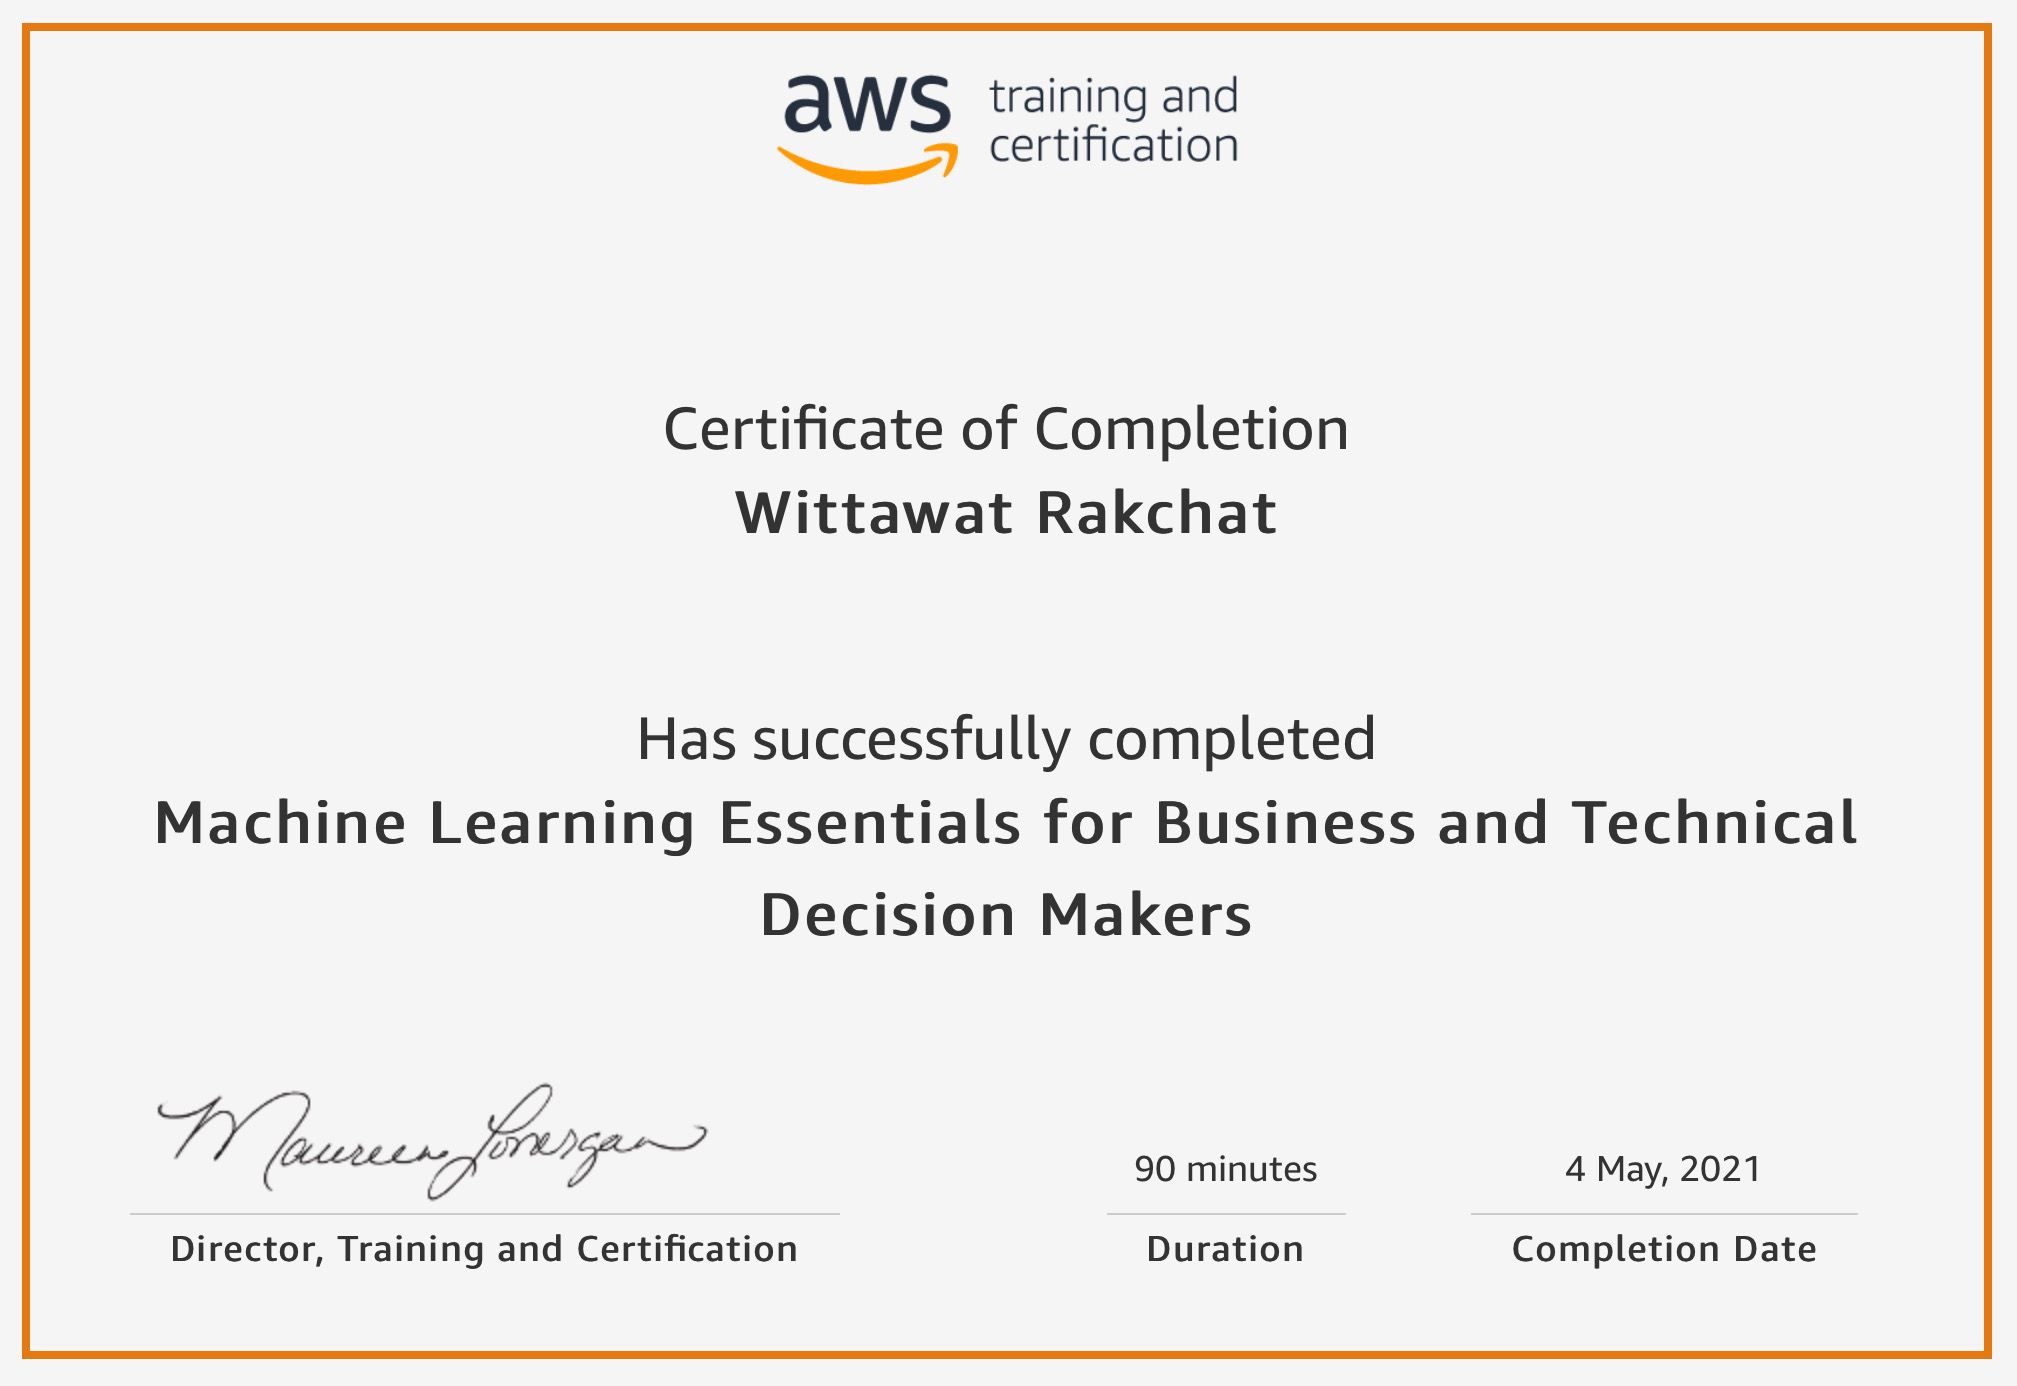 aws training and
certification
Certificate of Completion
Wittawat Rakchat
Has successfully completed
Machine Learning Essentials for Business and Technical
Decision Makers
Maureen Lonergan
Director, Training and Certification
90 minutes
Duration
4 May, 2021
Completion Date